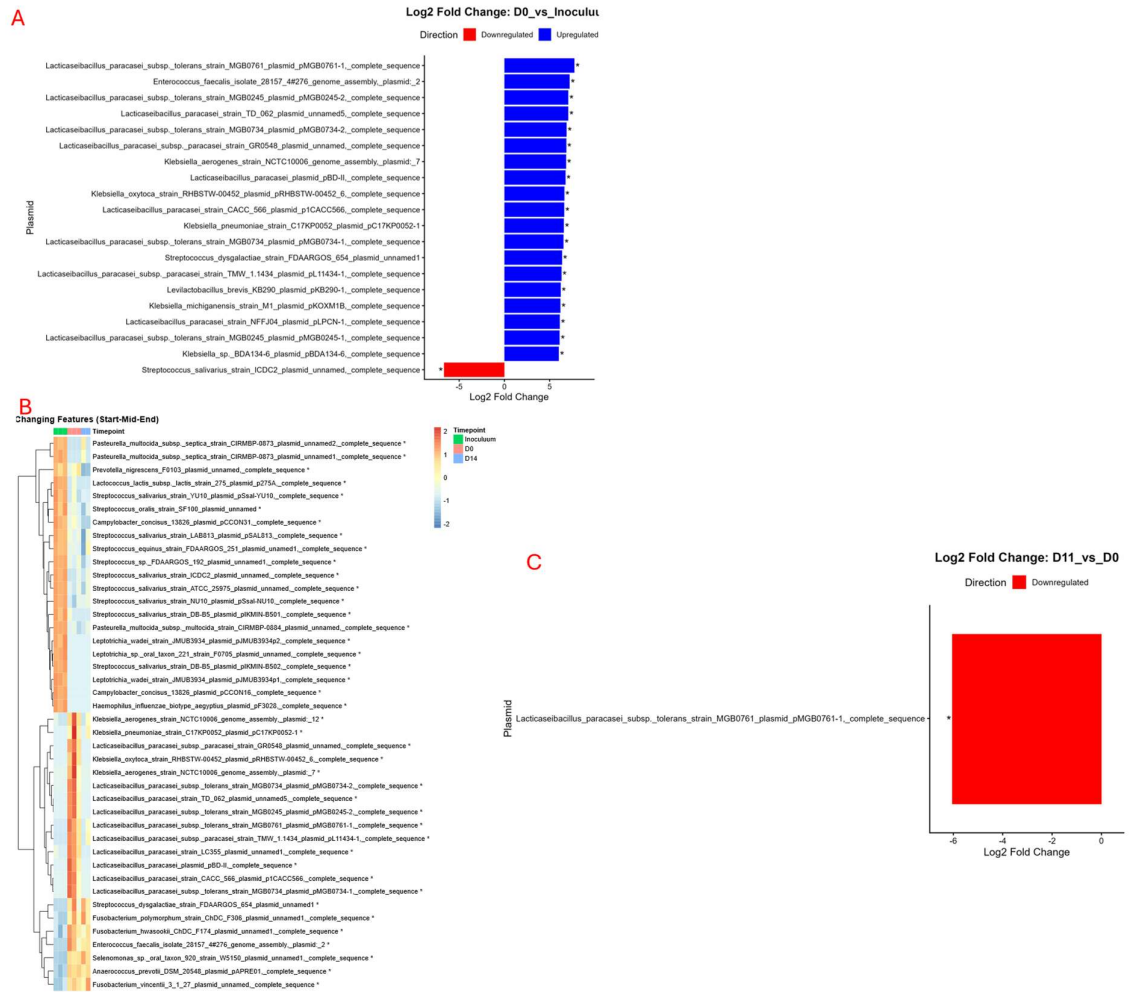 A
Log2 Fold Change: D0_vs_Inoculu
Direction Downregulated Upregulated
Plasmid
Lacticaseibacillus_paracasei_subsp._tolerans_strain_MGB0761_plasmid_pMGB0761-1,_complete_sequence *
Enterococcus_faecalis_isolate_28157_4#276_genome_assembly,_plasmid:_2 *
Lacticaseibacillus_paracasei_subsp._tolerans_strain_MGB0245_plasmid_pMGB0245-2,_complete_sequence *
Lacticaseibacillus_paracasei_strain_TD_062_plasmid_unnamed5,_complete_sequence *
Lacticaseibacillus_paracasei_subsp._tolerans_strain_MGB0734_plasmid_pMGB0734-2,_complete_sequence *
Lacticaseibacillus_paracasei_subsp._paracasei_strain_GR0548_plasmid_unnamed,_complete_sequence *
Klebsiella_aerogenes_strain_NCTC10006_genome_assembly,_plasmid:_7 *
Lacticaseibacillus_paracasei_plasmid_pBD-II,_complete_sequence *
Klebsiella_oxytoca_strain_RHBSTW-00452_plasmid_pRHBSTW-00452_6,_complete_sequence *
Lacticaseibacillus_paracasei_strain_CACC_566_plasmid_p1CACC566,_complete_sequence *
Klebsiella_pneumoniae_strain_C17KP0052_plasmid_pC17KP0052-1 *
Lacticaseibacillus_paracasei_subsp._tolerans_strain_MGB0734_plasmid_pMGB0734-1,_complete_sequence *
Streptococcus_dysgalactiae_strain_FDAARGOS_654_plasmid_unnamed1 *
Lacticaseibacillus_paracasei_subsp._paracasei_strain_TMW_1.1434_plasmid_pL11434-1,_complete_sequence *
Levilactobacillus_brevis_KB290_plasmid_pKB290-1,_complete_sequence *
Klebsiella_michiganensis_strain_M1_plasmid_pKOXM1B,_complete_sequence *
Lacticaseibacillus_paracasei_strain_NFFJ04_plasmid_pLPCN-1,_complete_sequence *
Lacticaseibacillus_paracasei_subsp._tolerans_strain_MGB0245_plasmid_pMGB0245-1,_complete_sequence *
Klebsiella_sp._BDA134-6_plasmid_pBDA134-6,_complete_sequence *
Streptococcus_salivarius_strain_ICDC2_plasmid_unnamed,_complete_sequence *
-5 0 5
Log2 Fold Change
B
Changing Features (Start-Mid-End)
Timepoint
Pasteurella_multocida_subsp._septica_strain_CIRMBP-0873_plasmid_unnamed2,_complete_sequence *
Pasteurella_multocida_subsp._septica_strain_CIRMBP-0873_plasmid_unnamed1,_complete_sequence *
Prevotella_nigrescens_F0103_plasmid_unnamed,_complete_sequence *
Lactococcus_lactis_subsp._lactis_strain_275_plasmid_p275A,_complete_sequence *
Streptococcus_salivarius_strain_YU10_plasmid_pSsal-YU10,_complete_sequence *
Streptococcus_oralis_strain_SF100_plasmid_unnamed *
Campylobacter_concisus_13826_plasmid_pCCON31,_complete_sequence *
Streptococcus_salivarius_strain_LAB813_plasmid_pSAL813,_complete_sequence *
Streptococcus_equinus_strain_FDAARGOS_251_plasmid_unamed1,_complete_sequence *
Streptococcus_sp._FDAARGOS_192_plasmid_unnamed1,_complete_sequence *
Streptococcus_salivarius_strain_ICDC2_plasmid_unnamed,_complete_sequence *
Streptococcus_salivarius_strain_ATCC_25975_plasmid_unnamed,_complete_sequence *
Streptococcus_salivarius_strain_NU10_plasmid_pSsal-NU10,_complete_sequence *
Streptococcus_salivarius_strain_DB-B5_plasmid_pIKMIN-B501,_complete_sequence *
Pasteurella_multocida_subsp._multocida_strain_CIRMBP-0884_plasmid_unnamed,_complete_sequence *
Leptotrichia_wadei_strain_JMUB3934_plasmid_pJMUB3934p2,_complete_sequence *
Leptotrichia_sp._oral_taxon_221_strain_F0705_plasmid_unnamed,_complete_sequence *
Streptococcus_salivarius_strain_DB-B5_plasmid_pIKMIN-B502,_complete_sequence *
Leptotrichia_wadei_strain_JMUB3934_plasmid_pJMUB3934p1,_complete_sequence *
Campylobacter_concisus_13826_plasmid_pCCON16,_complete_sequence *
Haemophilus_influenzae_biotype_aegyptius_plasmid_pF3028,_complete_sequence *
Klebsiella_aerogenes_strain_NCTC10006_genome_assembly,_plasmid:_12 *
Klebsiella_pneumoniae_strain_C17KP0052_plasmid_pC17KP0052-1 *
Lacticaseibacillus_paracasei_subsp._paracasei_strain_GR0548_plasmid_unnamed,_complete_sequence *
Klebsiella_oxytoca_strain_RHBSTW-00452_plasmid_pRHBSTW-00452_6,_complete_sequence *
Klebsiella_aerogenes_strain_NCTC10006_genome_assembly,_plasmid:_7 *
Lacticaseibacillus_paracasei_subsp._tolerans_strain_MGB0734_plasmid_pMGB0734-2,_complete_sequence *
Lacticaseibacillus_paracasei_strain_TD_062_plasmid_unnamed5,_complete_sequence *
Lacticaseibacillus_paracasei_subsp._tolerans_strain_MGB0245_plasmid_pMGB0245-2,_complete_sequence *
Lacticaseibacillus_paracasei_subsp._tolerans_strain_MGB0761_plasmid_pMGB0761-1,_complete_sequence *
Lacticaseibacillus_paracasei_subsp._paracasei_strain_TMW_1.1434_plasmid_pL11434-1,_complete_sequence *
Lacticaseibacillus_paracasei_strain_LC355_plasmid_unnamed1,_complete_sequence *
Lacticaseibacillus_paracasei_plasmid_pBD-II,_complete_sequence *
Lacticaseibacillus_paracasei_strain_CACC_566_plasmid_p1CACC566,_complete_sequence *
Lacticaseibacillus_paracasei_subsp._tolerans_strain_MGB0734_plasmid_pMGB0734-1,_complete_sequence *
Streptococcus_dysgalactiae_strain_FDAARGOS_654_plasmid_unnamed1 *
Fusobacterium_polymorphum_strain_ChDC_F306_plasmid_unnamed1,_complete_sequence *
Fusobacterium_hwasookii_ChDC_F174_plasmid_unnamed1,_complete_sequence *
Enterococcus_faecalis_isolate_28157_4#276_genome_assembly,_plasmid:_2 *
Selenomonas_sp._oral_taxon_920_strain_W5150_plasmid_unnamed1,_complete_sequence *
Anaerococcus_prevotii_DSM_20548_plasmid_pAPRE01,_complete_sequence *
Fusobacterium_vincentii_3_1_27_plasmid_unnamed,_complete_sequence *
2
1
0
-1
-2
Timepoint
Inoculuum
D0
D14
C
Log2 Fold Change: D11_vs_D0
Direction Downregulated
Plasmid
Lacticaseibacillus_paracasei_subsp._tolerans_strain_MGB0761_plasmid_pMGB0761-1,_complete_sequence *
-6 -4 -2 0
Log2 Fold Change